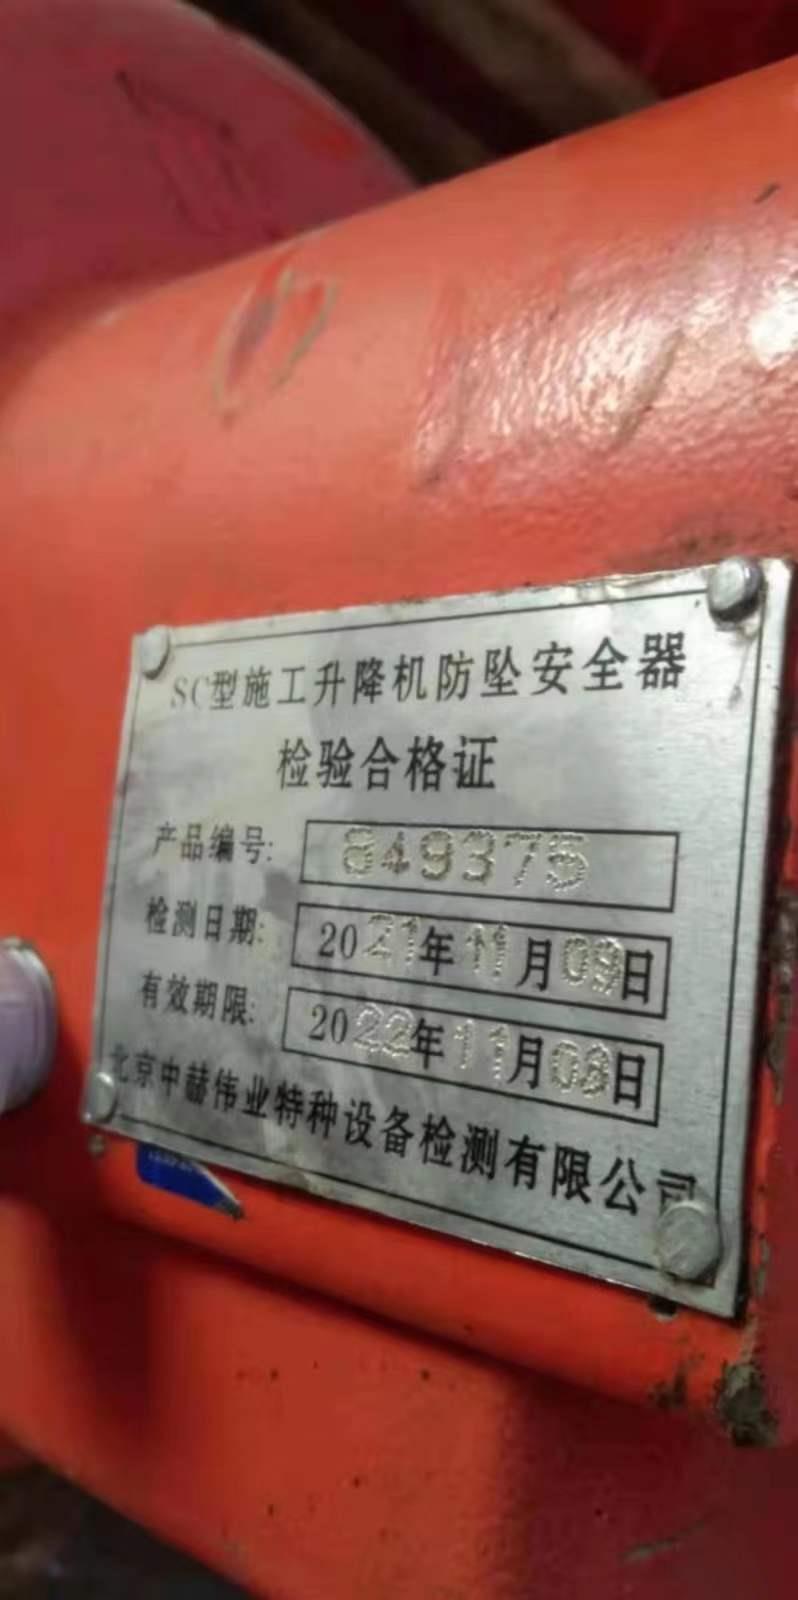 SC型施工升降机防坠安全器
检验合格证
产品编号: 849375
检测日期: 2021年11月09日
有效期限: 2022年11月08日
北京中赫伟业特种设备检测有限公司